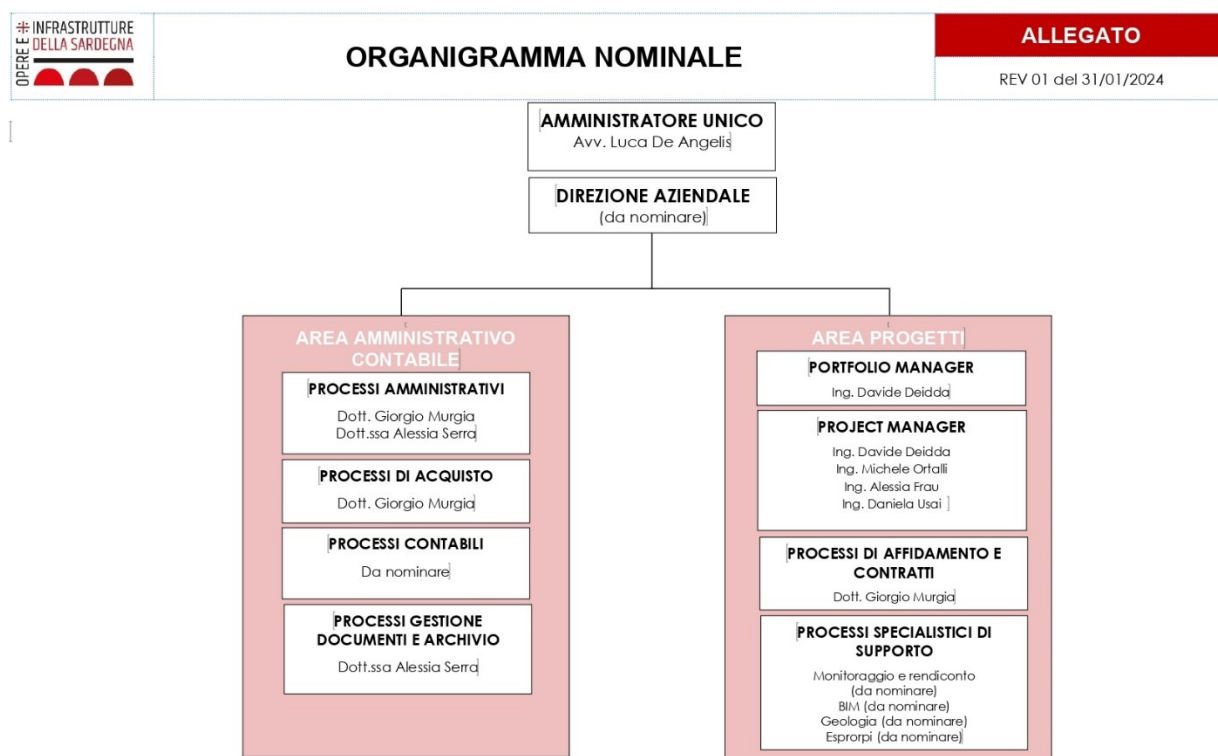 OPERE E INFRASTRUTTURE
DELLA SARDEGNA
ORGANIGRAMMA NOMINALE
ALLEGATO
REV 01 del 31/01/2024
AMMINISTRATORE UNICO
Avv. Luca De Angelis
DIREZIONE AZIENDALE
(da nominare)
AREA AMMINISTRATIVO
CONTABILE
PROCESSI AMMINISTRATIVI
Dott. Giorgio Murgia
Dott.ssa Alessia Serra
PROCESSI DI ACQUISTO
Dott. Giorgio Murgia
PROCESSI CONTABILI
Da nominare
PROCESSI GESTIONE
DOCUMENTI E ARCHIVIO
Dott.ssa Alessia Serra
AREA PROGETTI
PORTFOLIO MANAGER
Ing. Davide Deidda
PROJECT MANAGER
Ing. Davide Deidda
Ing. Michele Ortalli
Ing. Alessia Frau
Ing. Daniela Usai
PROCESSI DI AFFIDAMENTO E
CONTRATTI
Dott. Giorgio Murgia
PROCESSI SPECIALISTICI DI
SUPPORTO
Monitoraggio e rendiconto
(da nominare)
BIM (da nominare)
Geologia (da nominare)
Esprorpi (da nominare)